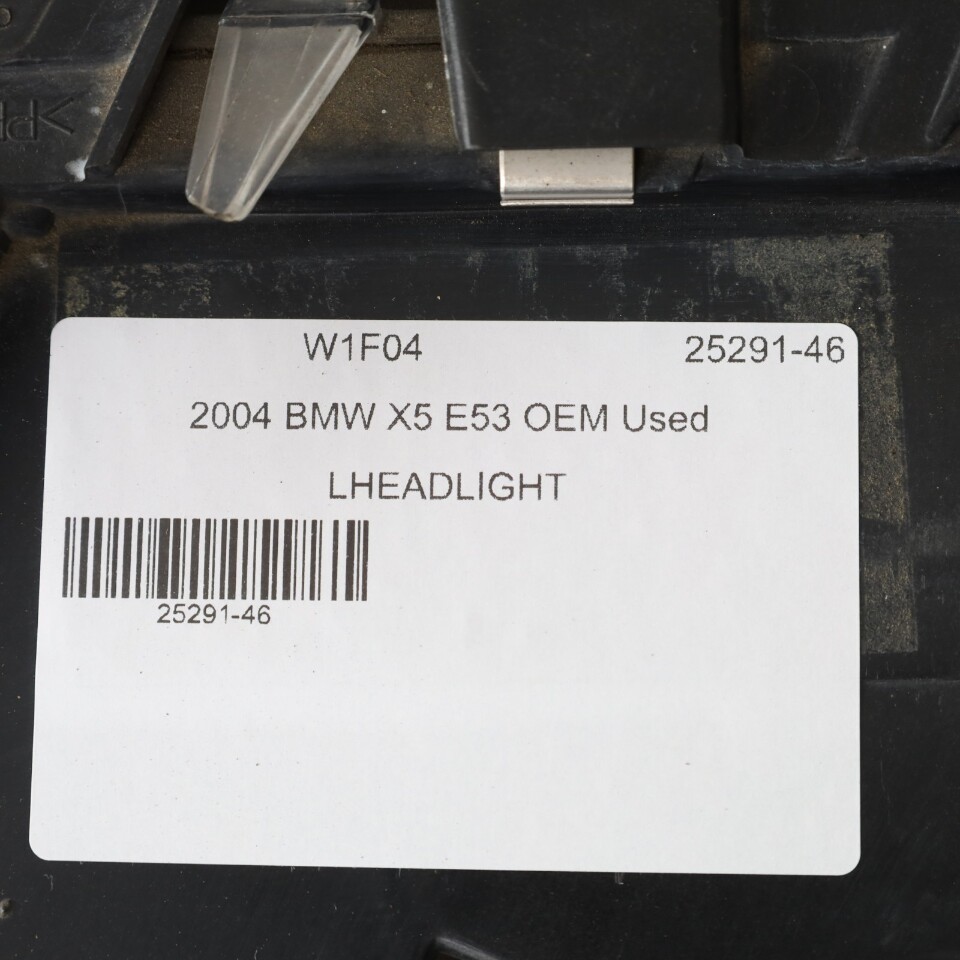 W1F04 25291-46
2004 BMW X5 E53 OEM Used
LHEADLIGHT
25291-46